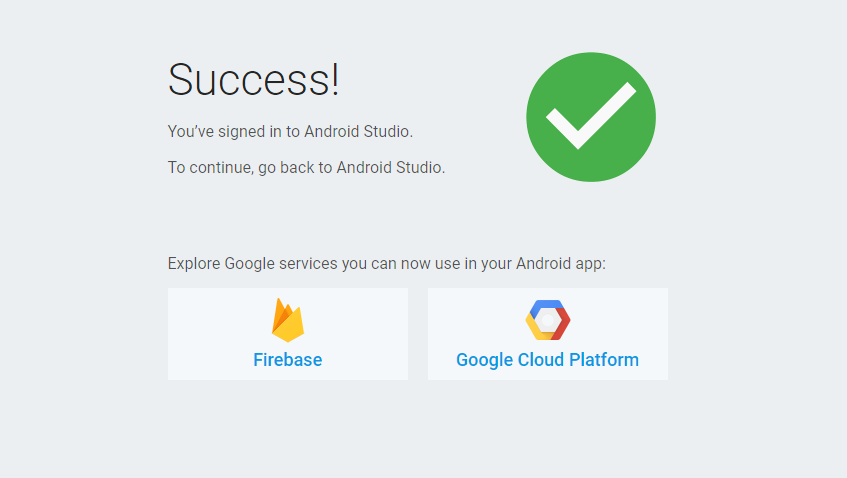 Success!
You’ve signed in to Android Studio.
To continue, go back to Android Studio.
Explore Google services you can now use in your Android app:
Firebase
Google Cloud Platform